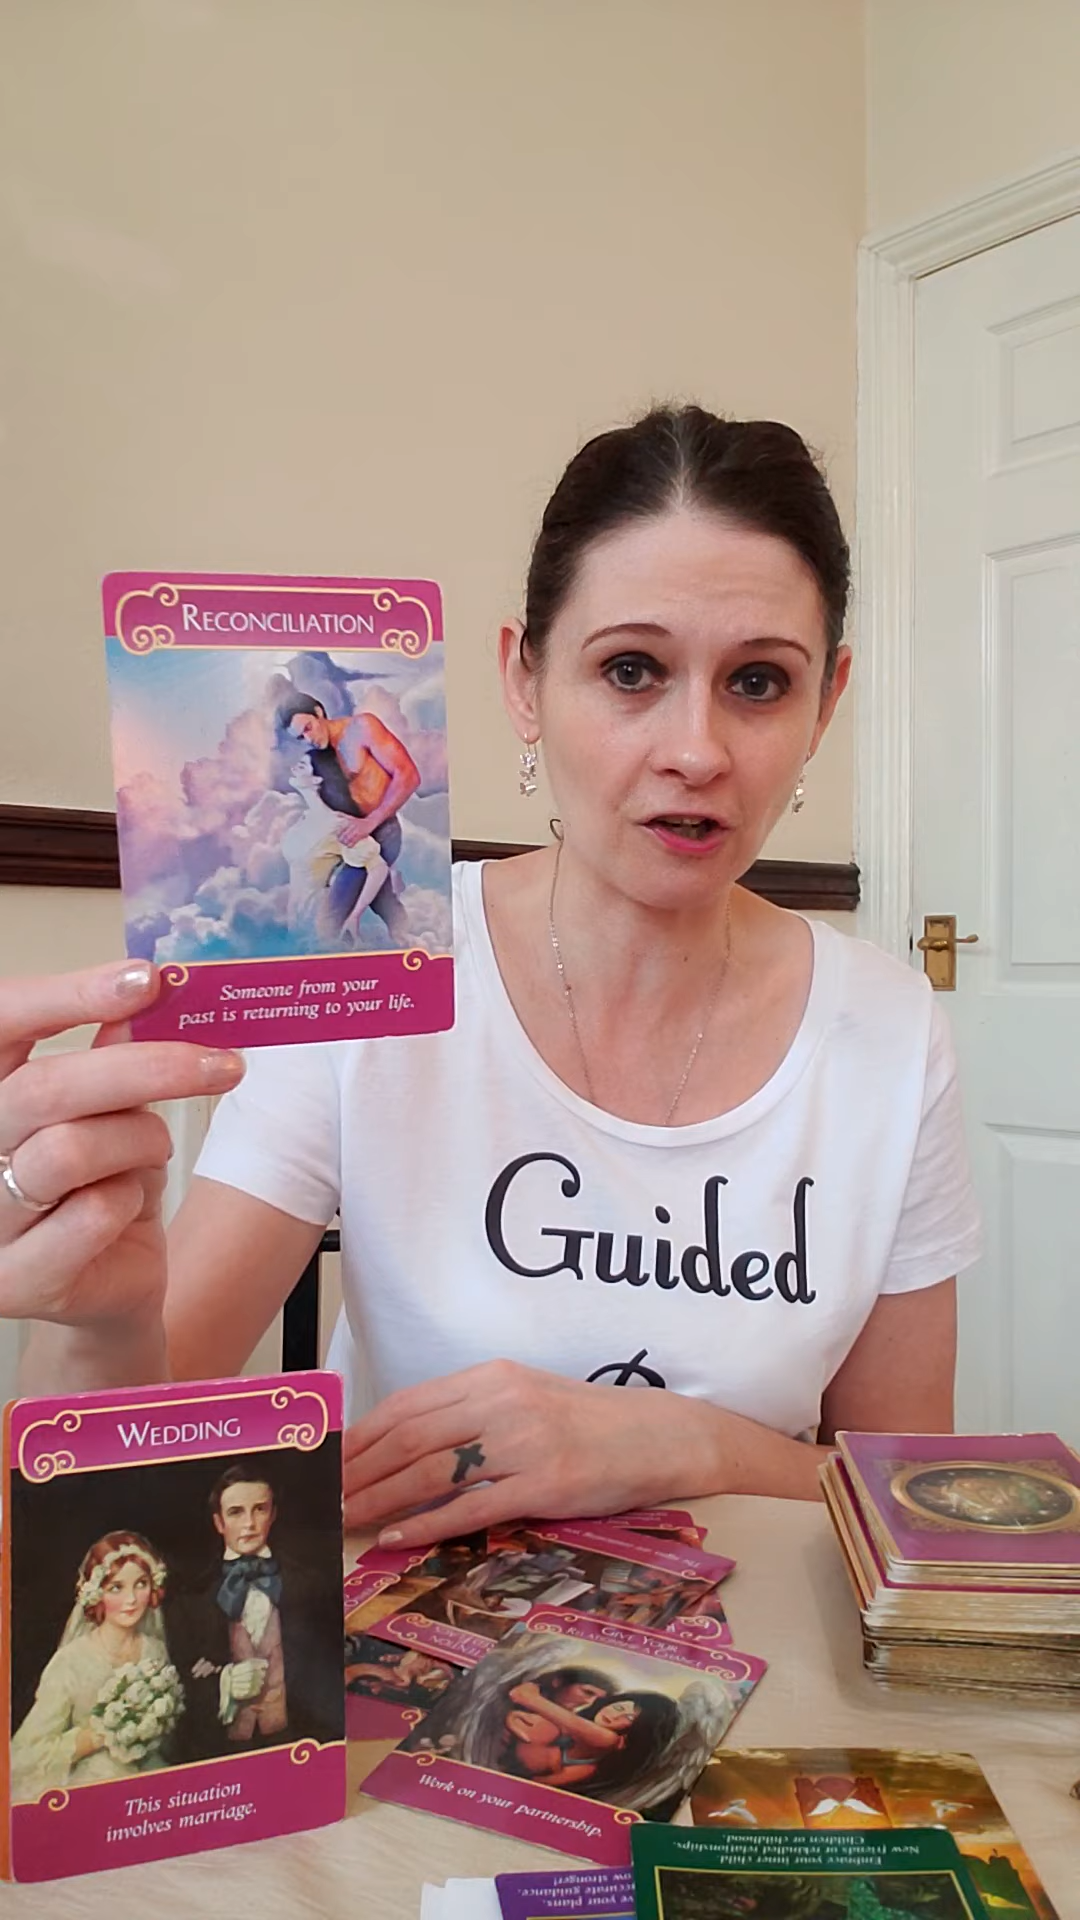 RECONCILIATION
Someone from your
past is returning to your life.
Guided
WEDDING
This situation
involves marriage.
GIVE YOUR
RELATIONSHIP A CHANCE
Work on your partnership.
Children or childhood.
New friends or rekindled relationships.
Embrace your inner child.